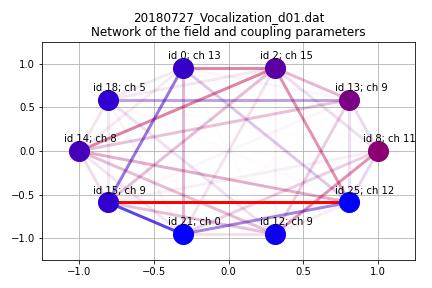 20180727_Vocalization_d01.dat
Network of the field and coupling parameters
id 0; ch 13
id 2; ch 15
id 18; ch 5
id 13; ch 9
id 14; ch 8
id 8; ch 11
id 15; ch 9
id 25; ch 12
id 21; ch 0
id 12; ch 9
1.0
0.5
0.0
−0.5
−1.0
−1.0
−0.5
0.0
0.5
1.0